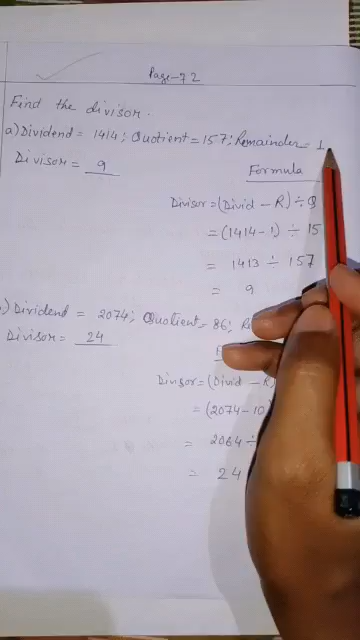 Page-72
Find the divisor.
a) Dividend = 1414; Quotient = 157; Remainder = 1
Divisor = 9
Formula
Divisor = (Divid - R) ÷ Q
= (1414 - 1) ÷ 15
= 1413 ÷ 157
= 9
) Dividend = 2074; Quotient = 86; R
Divisor = 24
Divisor = (Divid - R)
= (2074 - 10
= 2064 ÷
= 24